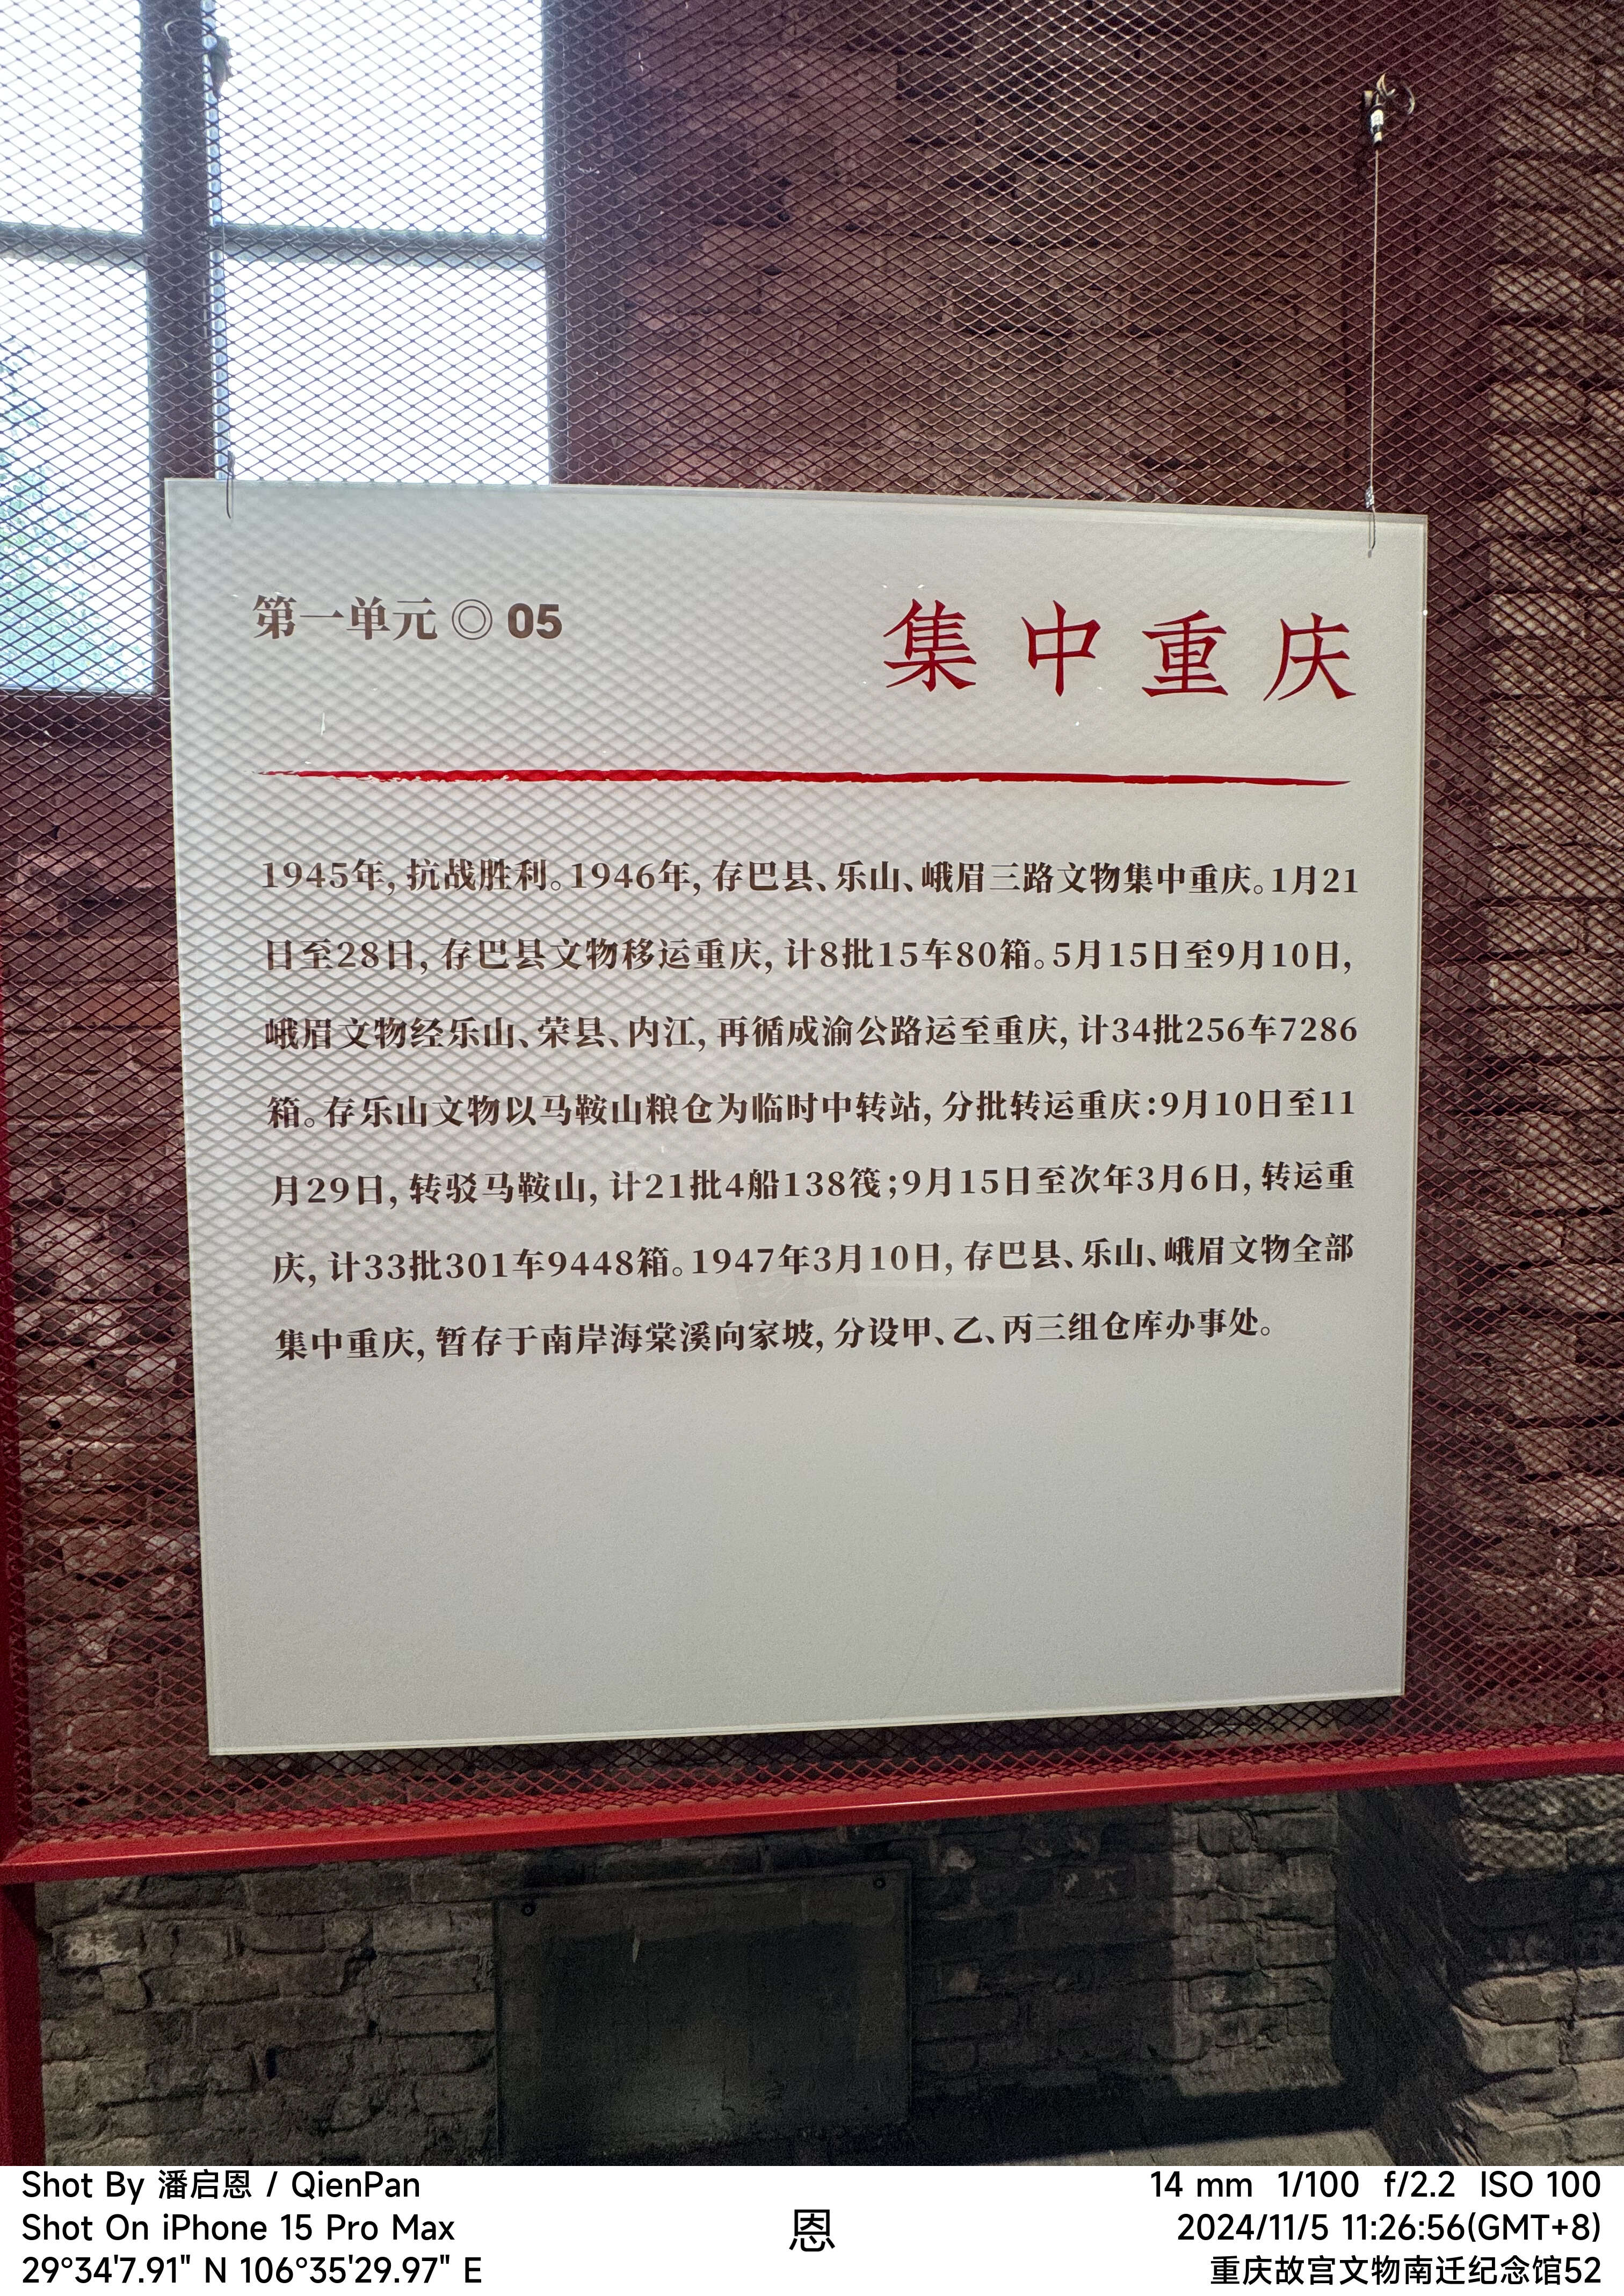 第一单元 ◎ 05
集中重庆
1945年,抗战胜利。1946年,存巴县、乐山、峨眉三路文物集中重庆。1月21
日至28日,存巴县文物移运重庆,计8批15车80箱。5月15日至9月10日,
峨眉文物经乐山、荣县、内江,再循成渝公路运至重庆,计34批256车7286
箱。存乐山文物以马鞍山粮仓为临时中转站,分批转运重庆:9月10日至11
月29日,转驳马鞍山,计21批4船138筏;9月15日至次年3月6日,转运重
庆,计33批301车9448箱。1947年3月10日,存巴县、乐山、峨眉文物全部
集中重庆,暂存于南岸海棠溪向家坡,分设甲、乙、丙三组仓库办事处。
Shot By 潘启恩 / QienPan
Shot On iPhone 15 Pro Max
29°34'7.91" N 106°35'29.97" E
恩
14 mm 1/100 f/2.2 ISO 100
2024/11/5 11:26:56(GMT+8)
重庆故宫文物南迁纪念馆52